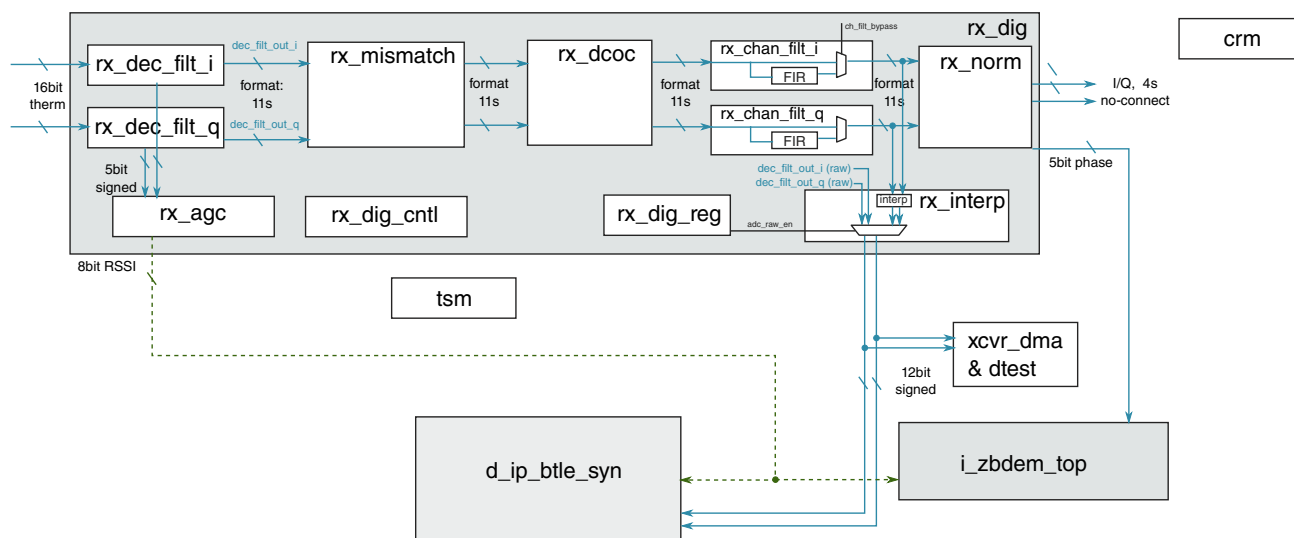 ch_filt_bypass
rx_dig
crm
rx_dec_filt_i
dec_filt_out_i
rx_mismatch
rx_dcoc
rx_chan_filt_i
FIR
rx_norm
16bit
therm
format:
11s
format
11s
format
11s
format
11s
I/Q, 4s
no-connect
rx_dec_filt_q
dec_filt_out_q
rx_chan_filt_q
FIR
5bit
signed
5bit phase
dec_filt_out_i (raw)
dec_filt_out_q (raw)
rx_agc
rx_dig_cntl
rx_dig_reg
adc_raw_en
interp
rx_interp
8bit RSSI
tsm
xcvr_dma
& dtest
12bit
signed
d_ip_btle_syn
i_zbdem_top